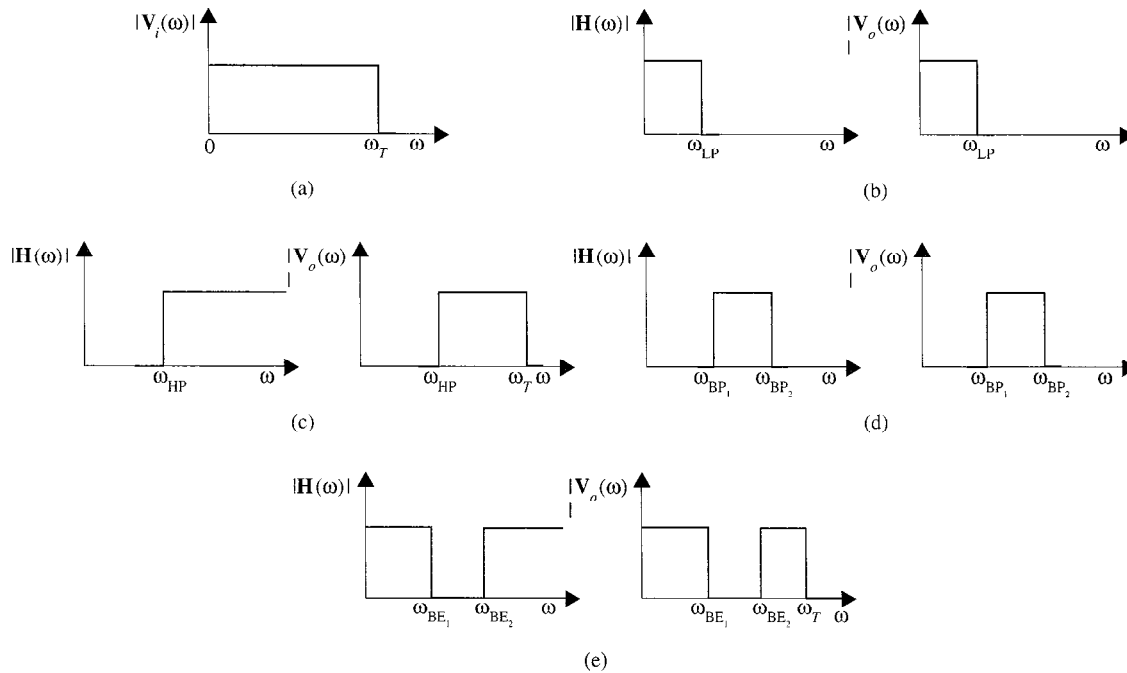 |V_i(ω)|
0
ω_T
ω
(a)
|H(ω)|
ω_LP
ω
|V_o(ω)
ω_LP
(b)
|H(ω)|
ω_HP
ω
|V_o(ω)
ω_HP
ω_T
ω
(c)
|H(ω)|
ω_BP₁
ω_BP₂
ω
|V_o(ω)
ω_BP₁
ω_BP₂
(d)
|H(ω)|
ω_BE₁
ω_BE₂
ω
|V_o(ω)
ω_BE₁
ω_BE₂
ω_T
ω
(e)